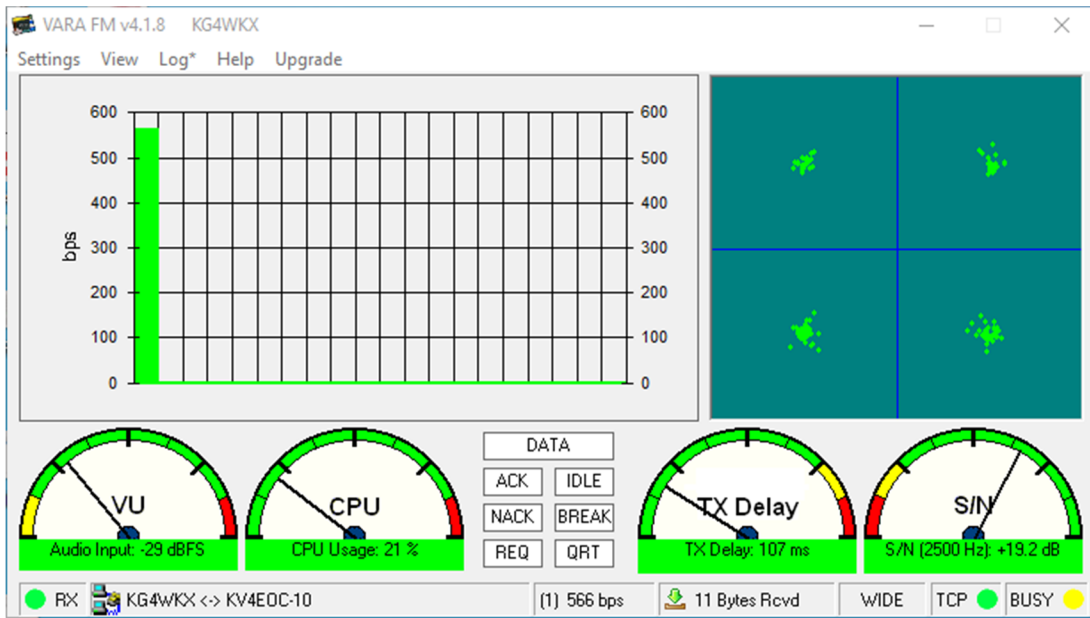 VARA FM v4.1.8 KG4WKX
Settings View Log* Help Upgrade
600 600
500 500
400 400
300 300
200 200
100 100
0 0
bps
VU
Audio Input: -29 dBFS
CPU
CPU Usage: 21 %
DATA
ACK IDLE
NACK BREAK
REQ QRT
TX Delay
TX Delay: 107 ms
S/N
S/N (2500 Hz): +19.2 dB
RX KG4WKX <-> KV4EOC-10 (1) 566 bps 11 Bytes Rcvd WIDE TCP BUSY